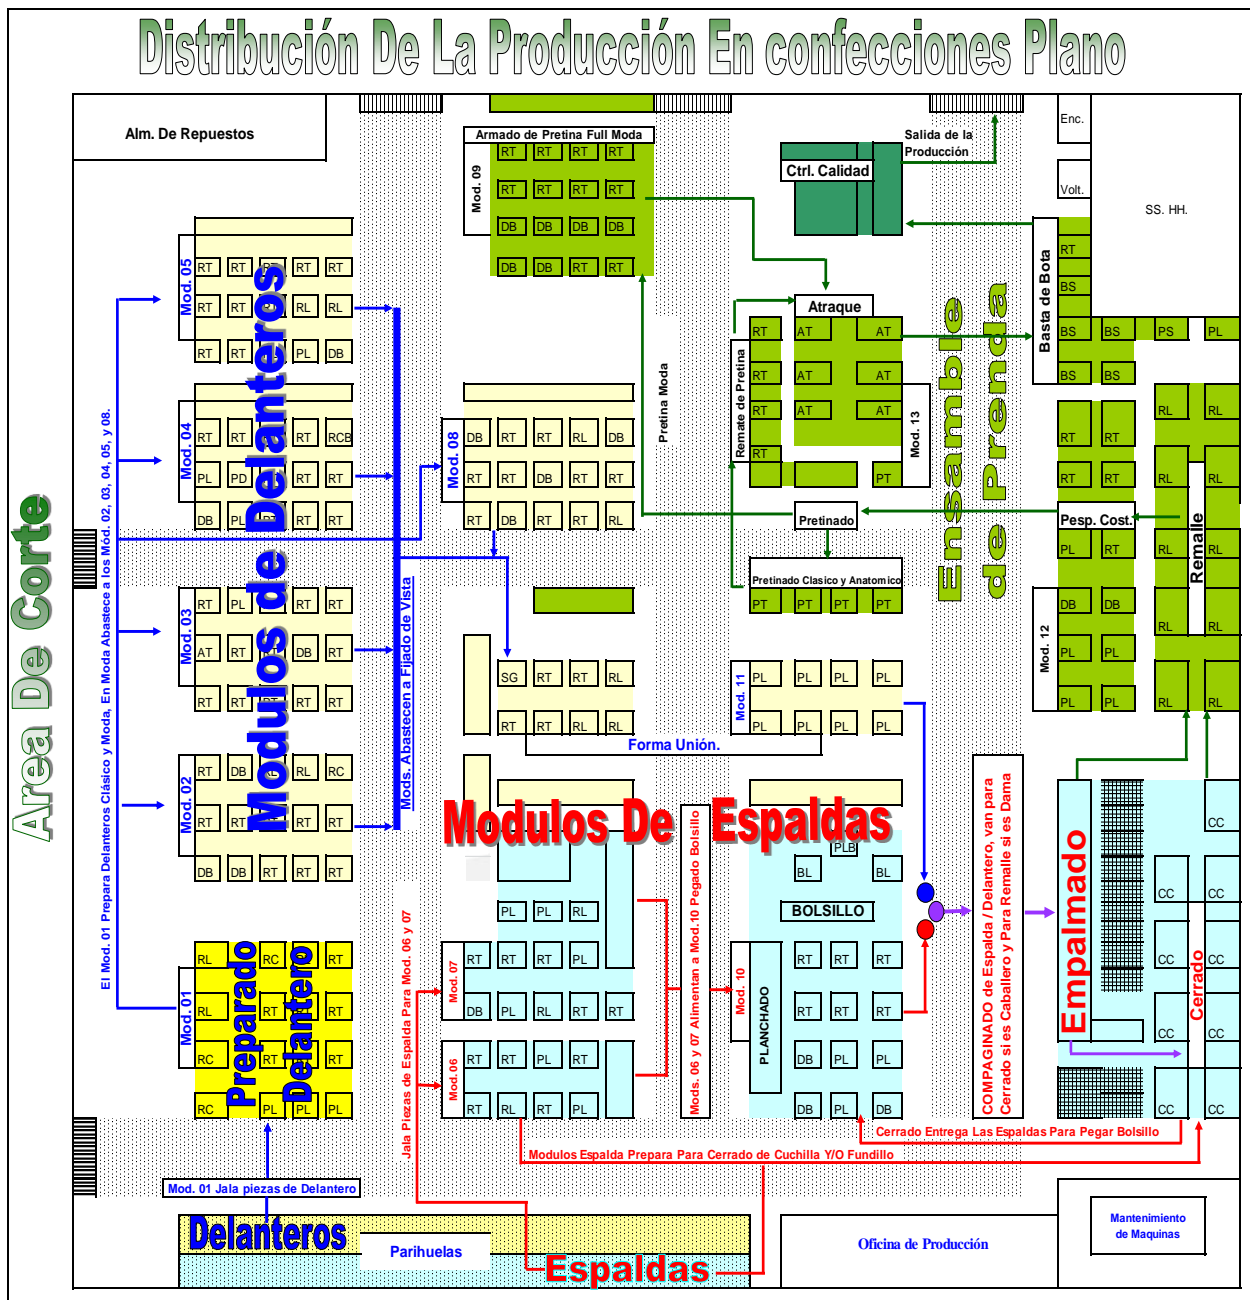 Distribución De La Producción En confecciones Plano
Alm. De Repuestos
Armado de Pretina Full Moda
Mod. 09
RT RT RT RT
RT RT RT RT
DB DB DB DB
DB DB RT RT
Ctrl. Calidad
Salida de la
Producción
Enc.
Volt.
SS. HH.
Area De Corte
El Mod. 01 Prepara Delanteros Clásico y Moda, En Moda Abastece a los Mód. 02, 03, 04, 05, y 08.
Modulos de Delanteros
Mod. 05
RT RT RT RT
RT RT RL RL
RT RT PL DB
Mod. 04
RT RT RT RCB
PL PD RT RT
DB PL RT RT
Mod. 03
RT PL RT RT
AT RT DB RT
RT RT RT RT
Mod. 02
RT DB RL RC
RT RT RT RT
DB DB RT RT RT
Mods. Abastecen a Fijado de Vista
Mod. 08
DB RT RT RL DB
RT RT DB RT RT
RT DB RT RT RL
Pretina Moda
Atraque
Remate de Pretina
RT
RT
RT
RT
AT AT
AT AT
AT AT
PT
Mod. 13
Pretinado
Pretinado Clasico y Anatomico
PT PT PT PT
Ensamble
de Prenda
Basta de Bota
RT
BS
BS BS PS PL
BS BS
RT RT
RT RT
Pesp. Cost.
PL RT
DB DB
PL PL
PL PL
Mod. 12
Remalle
RL RL
RL RL
RL RL
RL RL
RL RL
SG RT RT RL
RT RT RL RL
Forma Unión.
Mod. 11
PL PL PL PL
PL PL PL PL
Modulos De Espaldas
Mod. 01
Preparado
Delantero
RL RC RT
RL RT RT
RC RT RT
RC PL PL PL
Jala Piezas de Espalda Para Mod. 06 y 07
PL PL RL
Mod. 07
RT RT RT PL
DB PL RL RT RT
Mod. 06
RT RT PL RT
RT RL RT PL
Mods. 06 y 07 Alimentan a Mod.10 Pegado Bolsillo
Mod. 10
PLANCHADO
PLB
BL BL
BOLSILLO
RT RT RT
RT RT RT
DB PL PL
DB PL DB
COMPAGINADO de Espalda / Delantero, van para
Cerrado si es Caballero y Para Remalle si es Dama
Empalmado
Cerrado
CC
CC CC
CC CC
CC CC
CC CC
Cerrado Entrega Las Espaldas Para Pegar Bolsillo
Modulos Espalda Prepara Para Cerrado de Cuchilla Y/O Fundillo
Mod. 01 Jala piezas de Delantero
Delanteros
Parihuelas
Espaldas
Oficina de Producción
Mantenimiento
de Maquinas